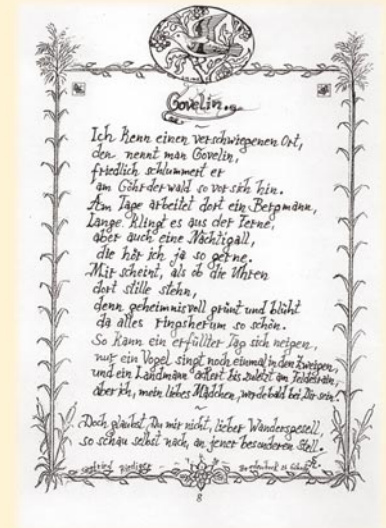 Govelin.
Ich kenn einen verschwiegenen Ort,
den nennt man Govelin,
friedlich schlummert er
am Göhrderwald so vor sich hin.
Am Tage arbeitet dort ein Bergmann,
Lange klingt es aus der Ferne,
aber auch eine Nachtigall,
die hör ich ja so gerne.
Mir scheint, als ob die Uhren
dort stille stehn,
denn geheimnisvoll grünt und blüht
da alles ringsherum so schön.
So kann ein erfüllter Tag sich neigen,
nur ein Vogel singt noch einmal in den Zweigen,
und ein Landmann ackert bis zuletzt am Feldesrain,
aber ich, mein liebes Mädchen, werde bald bei Dir sein!
Doch glaubst Du mir nicht, lieber Wandersgesell,
so schau selbst nach, an jener besonderen Stell.
Siegfried
8